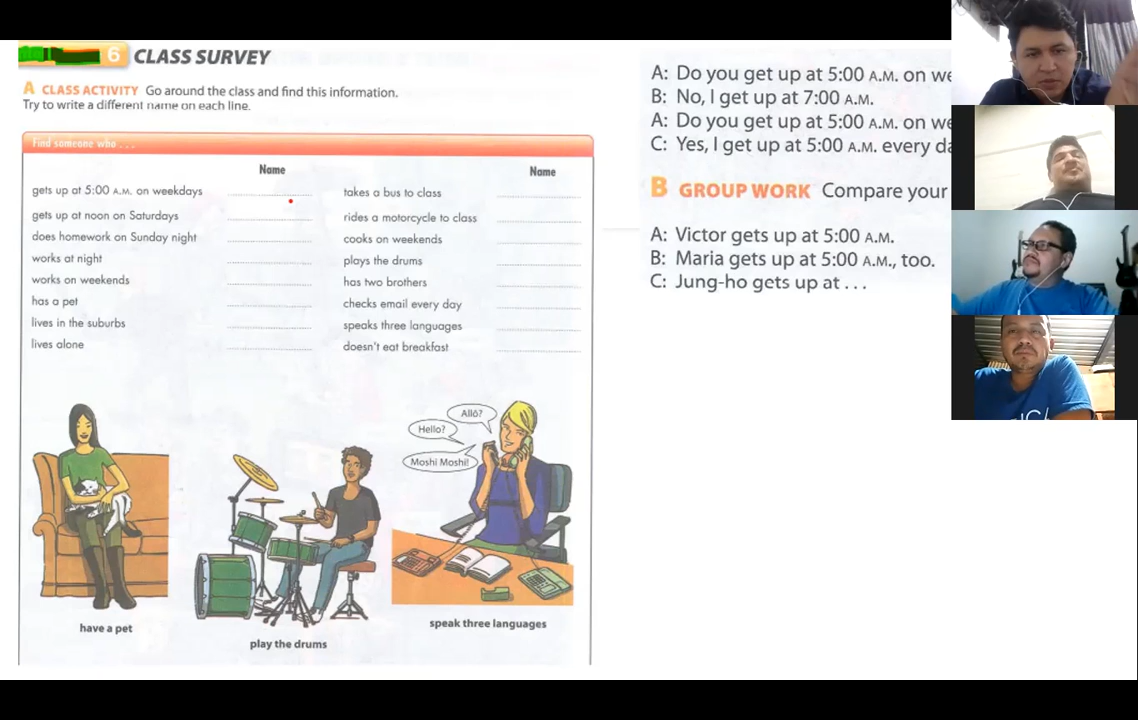 6 CLASS SURVEY
A CLASS ACTIVITY Go around the class and find this information.
Try to write a different name on each line.
Find someone who . . .
Name
gets up at 5:00 A.M. on weekdays
gets up at noon on Saturdays
does homework on Sunday night
works at night
works on weekends
has a pet
lives in the suburbs
lives alone
Name
takes a bus to class
rides a motorcycle to class
cooks on weekends
plays the drums
has two brothers
checks email every day
speaks three languages
doesn't eat breakfast
Allô?
Hello?
Moshi Moshi!
have a pet
play the drums
speak three languages
A: Do you get up at 5:00 A.M. on we
B: No, I get up at 7:00 A.M.
A: Do you get up at 5:00 A.M. on we
C: Yes, I get up at 5:00 A.M. every da
B GROUP WORK Compare your
A: Victor gets up at 5:00 A.M.
B: Maria gets up at 5:00 A.M., too.
C: Jung-ho gets up at . . .